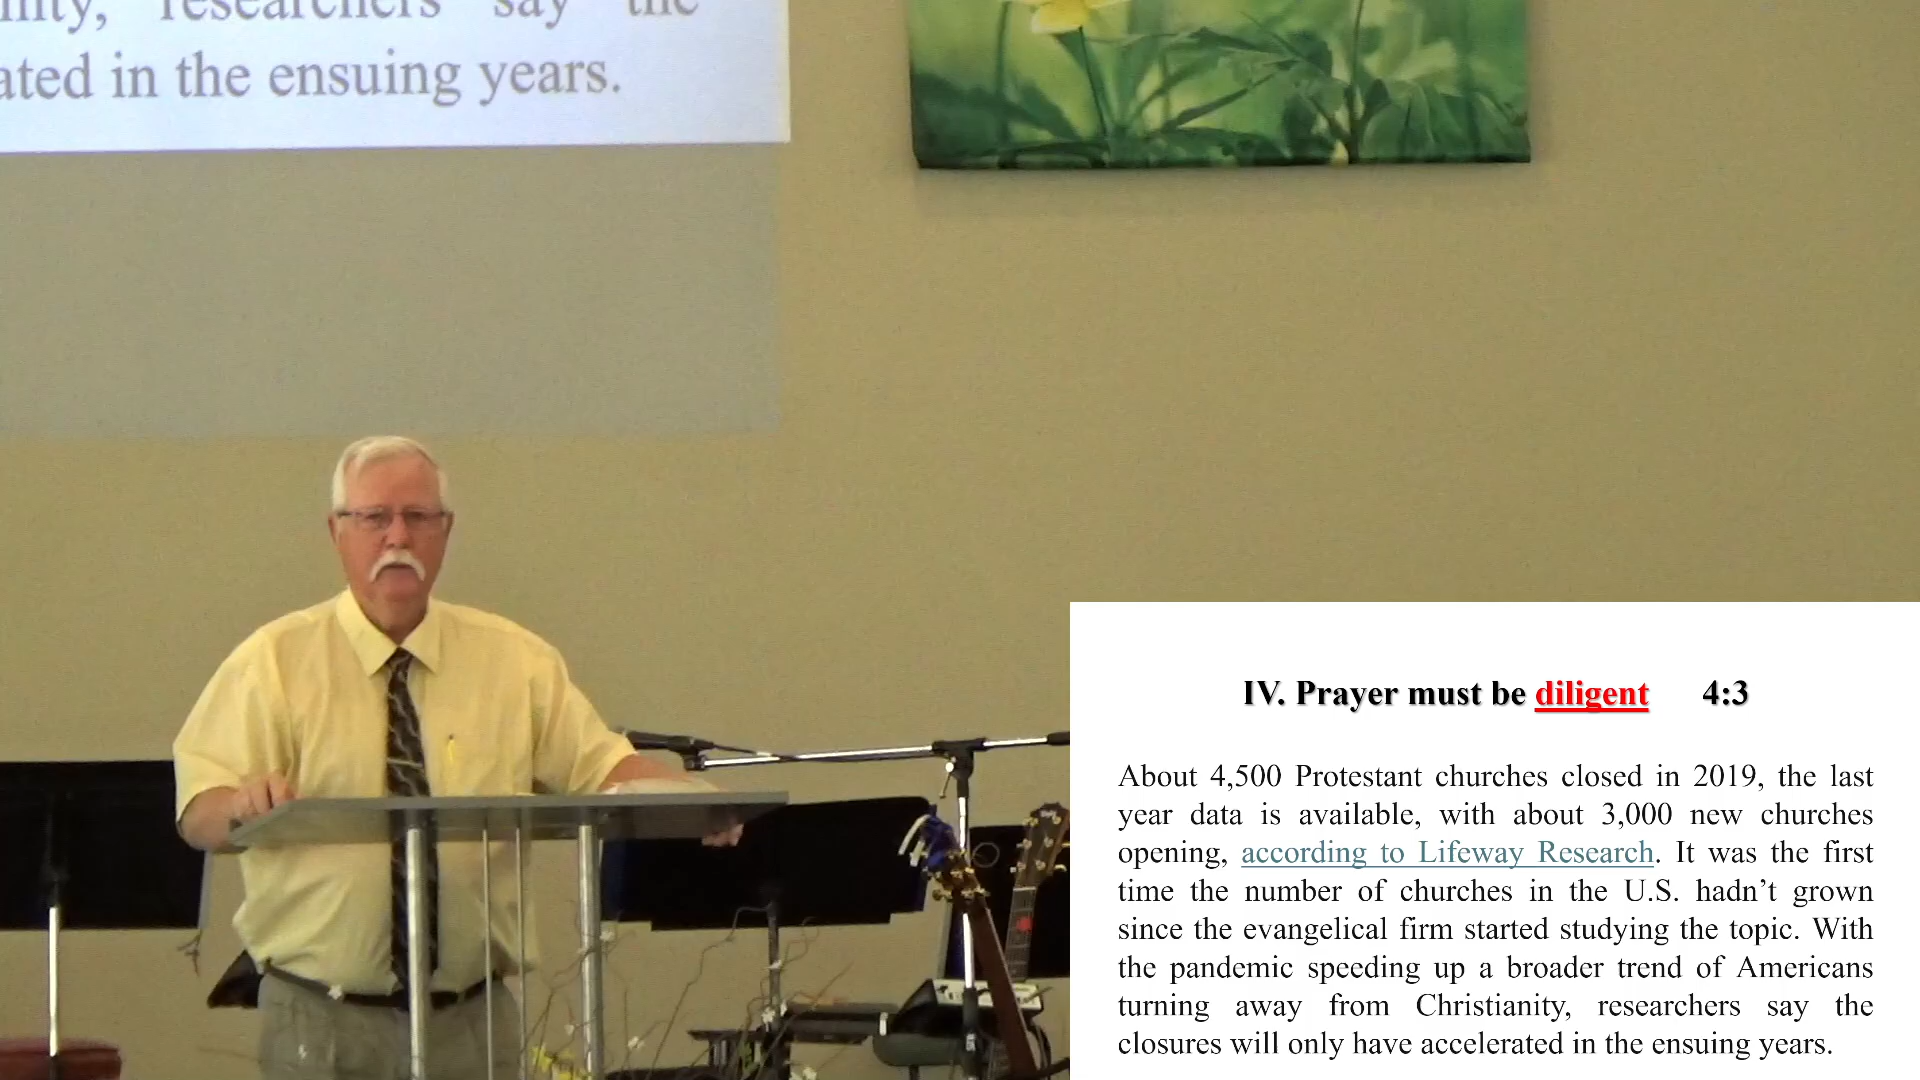 nity, researchers say the
ated in the ensuing years.
IV. Prayer must be diligent 4:3
About 4,500 Protestant churches closed in 2019, the last
year data is available, with about 3,000 new churches
opening, according to Lifeway Research. It was the first
time the number of churches in the U.S. hadn’t grown
since the evangelical firm started studying the topic. With
the pandemic speeding up a broader trend of Americans
turning away from Christianity, researchers say the
closures will only have accelerated in the ensuing years.